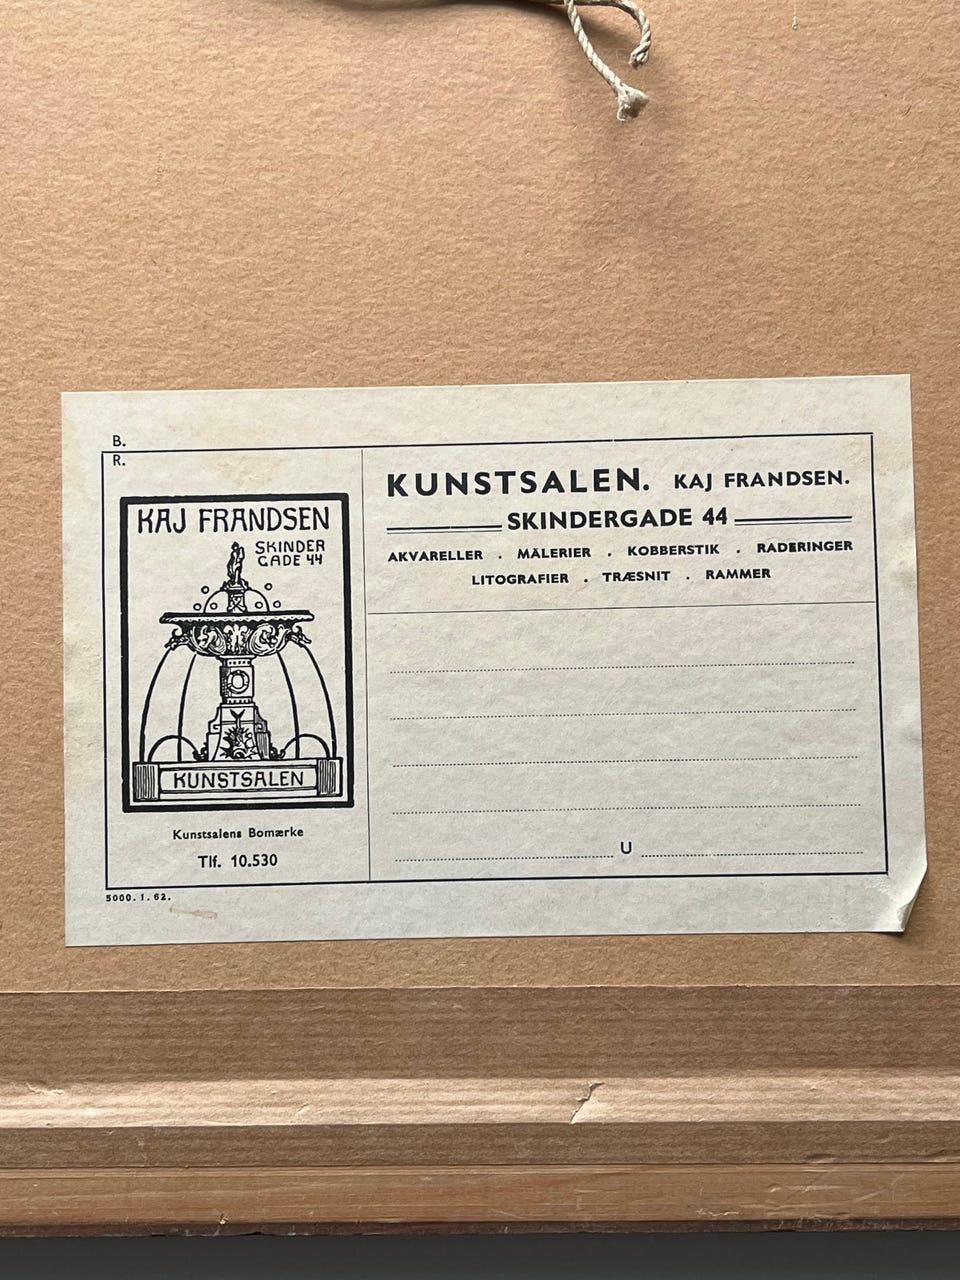 B.
R.
KAJ FRANDSEN
SKINDER
GADE 44
KUNSTSALEN
Kunstsalens Bomærke
Tlf. 10.530
5000. 1. 62.
KUNSTSALEN. KAJ FRANDSEN.
SKINDERGADE 44
AKVARELLER . MALERIER . KOBBERSTIK . RADERINGER
LITOGRAFIER . TRÆSNIT . RAMMER
U